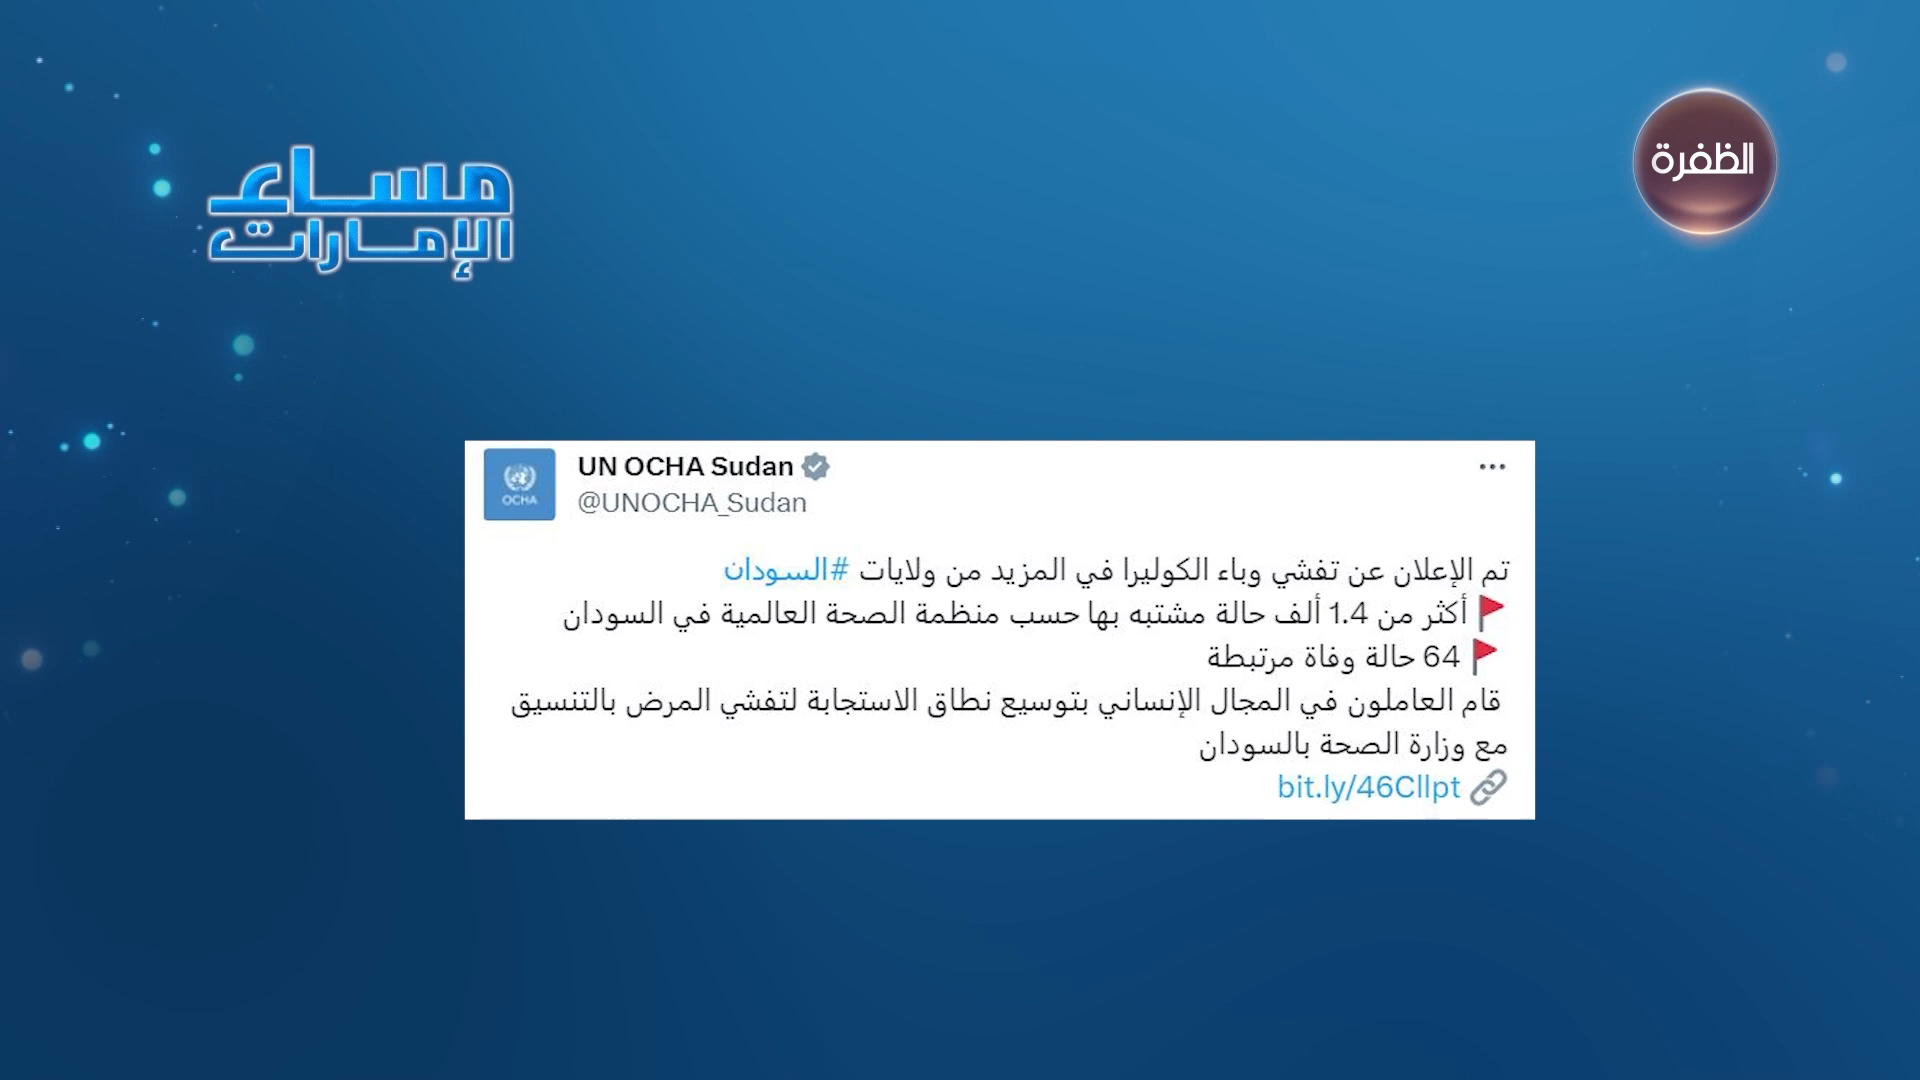 مساء
الإمارات
الظفرة
UN OCHA Sudan
@UNOCHA_Sudan
OCHA
تم الإعلان عن تفشي وباء الكوليرا في المزيد من ولايات #السودان
🚩 أكثر من 1.4 ألف حالة مشتبه بها حسب منظمة الصحة العالمية في السودان
🚩 64 حالة وفاة مرتبطة
قام العاملون في المجال الإنساني بتوسيع نطاق الاستجابة لتفشي المرض بالتنسيق
مع وزارة الصحة بالسودان
🔗 bit.ly/46Cllpt